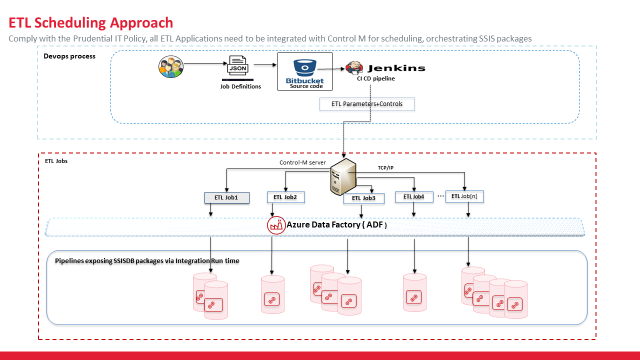 ETL Scheduling Approach
Comply with the Prudential IT Policy, all ETL Applications need to be integrated with Control M for scheduling, orchestrating SSIS packages
Devops process
JSON
Job Definitions
Bitbucket
Source code
Jenkins
CI CD pipeline
ETL Parameters+Controls
ETL Jobs
Control-M server
TCP/IP
ETL Job1
ETL Job2
ETL Job3
ETL Job4
... ETL Job(n)
Azure Data Factory ( ADF )
Pipelines exposing SSISDB packages via Integration Run time